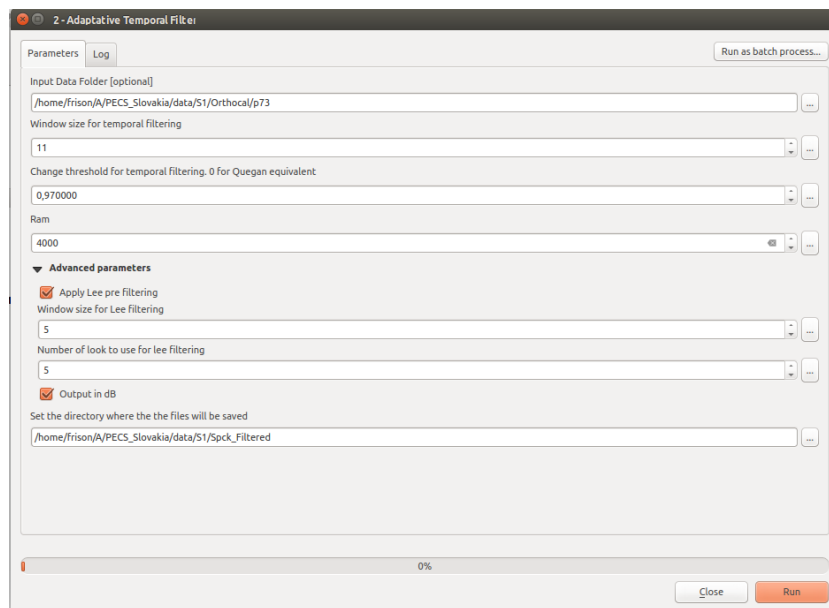 2 - Adaptative Temporal Filter
Parameters
Log
Run as batch process...
Input Data Folder [optional]
/home/frison/A/PECS_Slovakia/data/S1/Orthocal/p73
...
Window size for temporal filtering
11
...
Change threshold for temporal filtering. 0 for Quegan equivalent
0,970000
...
Ram
4000
...
Advanced parameters
Apply Lee pre filtering
Window size for Lee filtering
5
...
Number of look to use for lee filtering
5
...
Output in dB
Set the directory where the the files will be saved
/home/frison/A/PECS_Slovakia/data/S1/Spck_Filtered
...
0%
Close
Run